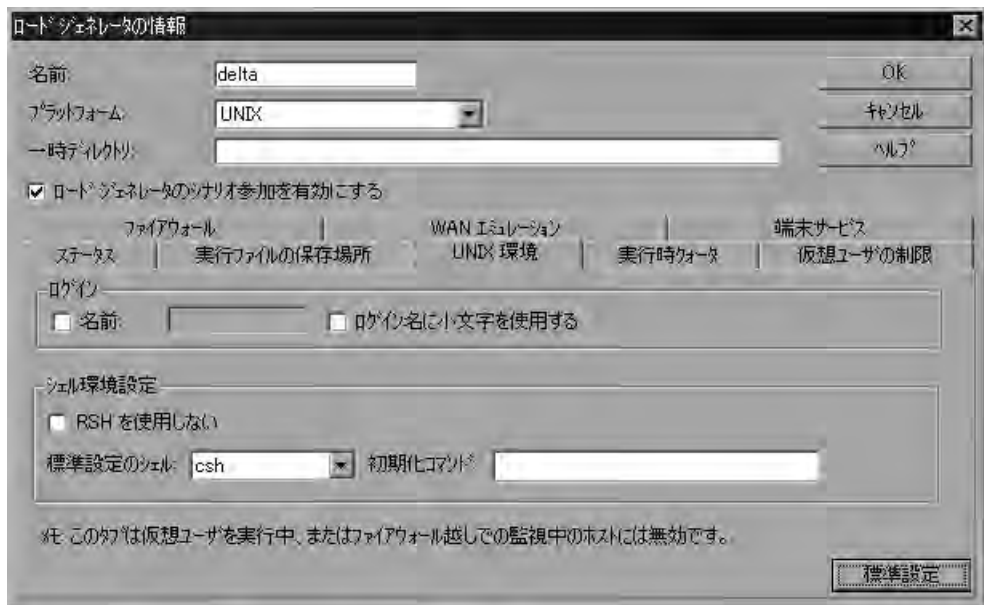 ロードジェネレータの情報
名前:
delta
OK
プラットフォーム:
UNIX
キャンセル
一時ディレクトリ:
ヘルプ
ロードジェネレータのシナリオ参加を有効にする
ファイアウォール
WAN エミュレーション
端末サービス
ステータス
実行ファイルの保存場所
UNIX 環境
実行時クォータ
仮想ユーザの制限
ログイン
名前:
ログイン名に小文字を使用する
シェル環境設定
RSH を使用しない
標準設定のシェル:
csh
初期化コマンド
メモ: このタブは仮想ユーザを実行中、またはファイアウォール越しでの監視中のホストには無効です。
標準設定